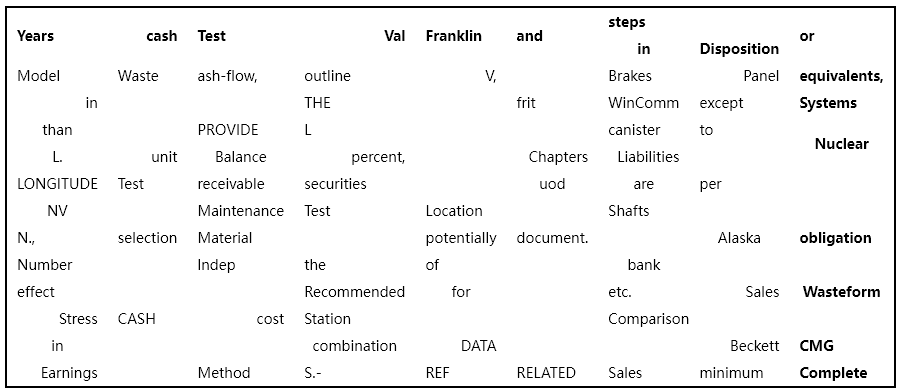 Years cash Test Val Franklin and steps in Disposition or
Model Waste ash-flow, outline V, Brakes Panel equivalents,
in THE frit WinComm except Systems
than PROVIDE L canister to Nuclear
L. unit Balance percent, Chapters Liabilities
LONGITUDE Test receivable securities uod are per
NV Maintenance Test Location Shafts
N., selection Material potentially document. Alaska obligation
Number Indep the of bank
effect Recommended for etc. Sales Wasteform
Stress CASH cost Station Comparison
in combination DATA Beckett CMG
Earnings Method S.- REF RELATED Sales minimum Complete